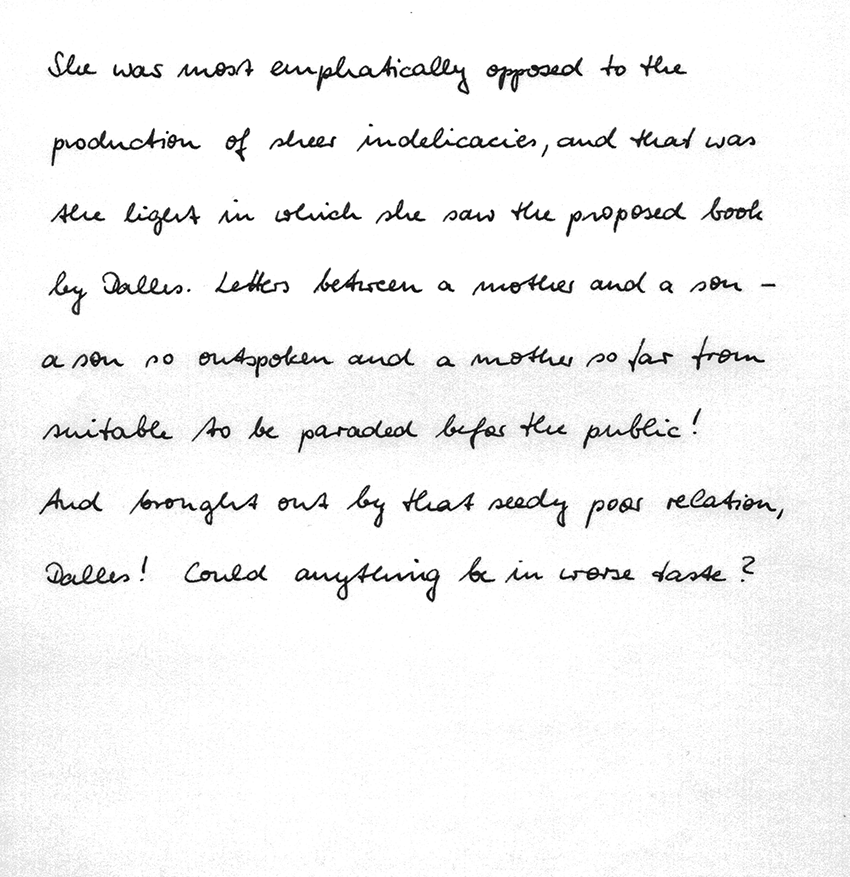 She was most emphatically opposed to the
production of sheer indelicacies, and that was
the light in which she saw the proposed book
by Dalles. Letters between a mother and a son -
a son so outspoken and a mother so far from
suitable to be paraded before the public!
And brought out by that seedy poor relation,
Dalles! Could anything be in worse taste?